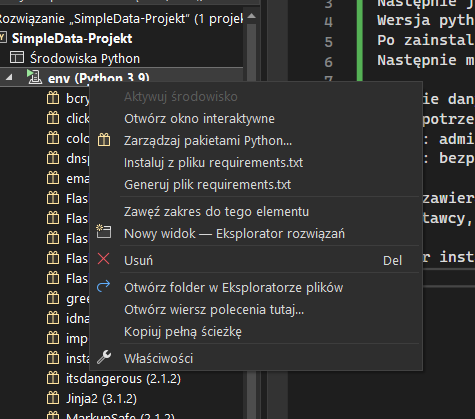 Rozwiązanie „SimpleData-Projekt” (1 projek
SimpleData-Projekt
Środowiska Python
env (Python 3.9)
bcry
click
colo
dnsp
ema
Flas
Flas
Flas
Flas
Flas
gree
idna
imp
insta
itsdangerous (2.1.2)
Jinja2 (3.1.2)
MarkupSafe (2.1.2)
Aktywuj środowisko
Otwórz okno interaktywne
Zarządzaj pakietami Python...
Instaluj z pliku requirements.txt
Generuj plik requirements.txt
Zawęź zakres do tego elementu
Nowy widok — Eksplorator rozwiązań
Usuń Del
Otwórz folder w Eksploratorze plików
Otwórz wiersz polecenia tutaj...
Kopiuj pełną ścieżkę
Właściwości
3 Następnie j
4 Wersja pyth
5 Po zainstal
6 Następnie m
7
ie dan
potrze
: admi
: bezp
zawier
tawcy,
r inst